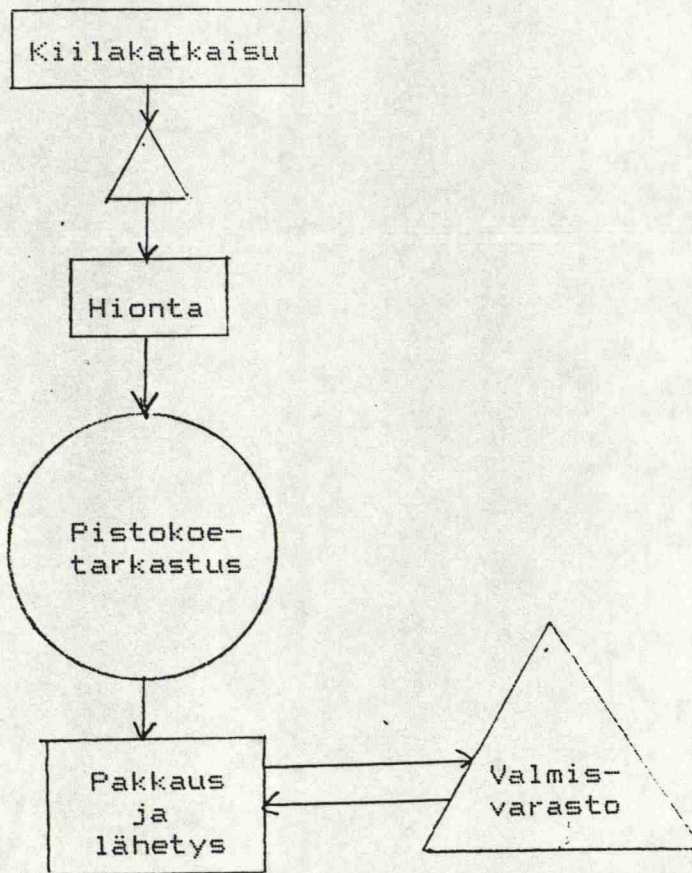 Kiilakatkaisu
Hionta
Pistokoe-
tarkastus
Pakkaus
ja
lähetys
Valmis-
varasto